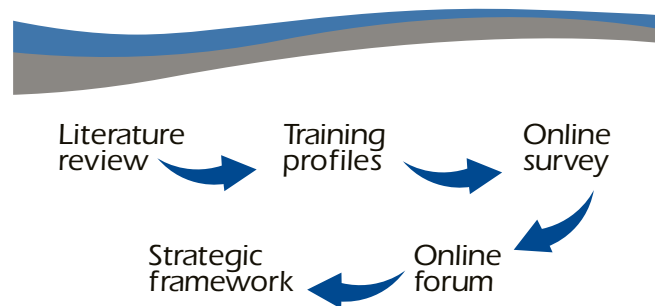 Literature
review
Training
profiles
Online
survey
Online
forum
Strategic
framework